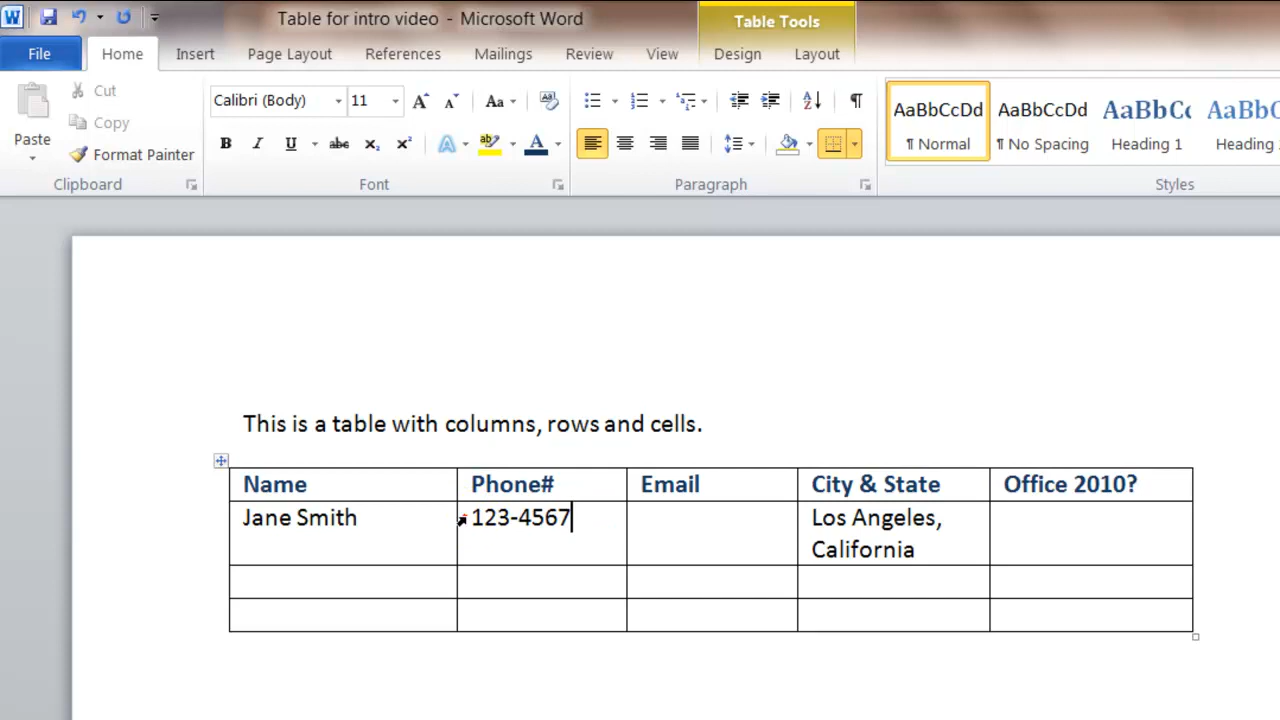 Table for intro video - Microsoft Word
Table Tools
File Home Insert Page Layout References Mailings Review View Design Layout
Paste
Cut
Copy
Format Painter
Clipboard
Calibri (Body) 11
Font
Paragraph
AaBbCcDd AaBbCcDd AaBbCc AaBbC
¶ Normal ¶ No Spacing Heading 1 Heading
Styles
This is a table with columns, rows and cells.
Name Phone# Email City & State Office 2010?
Jane Smith 123-4567 Los Angeles,
California